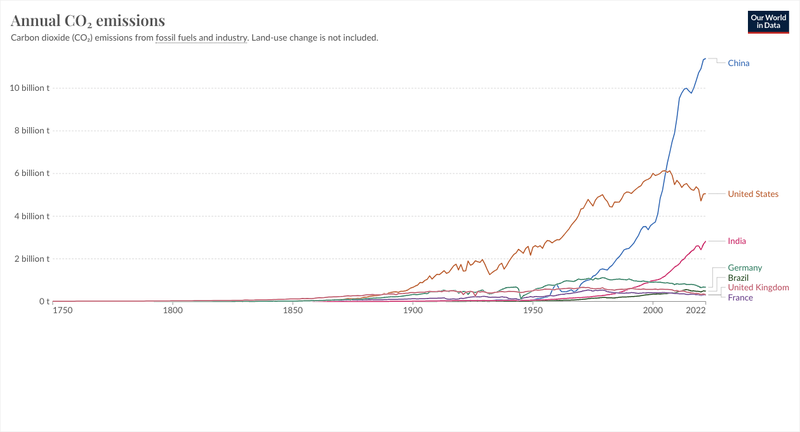 Annual CO₂ emissions
Our World
in Data
Carbon dioxide (CO₂) emissions from fossil fuels and industry. Land-use change is not included.
China
10 billion t
8 billion t
6 billion t
United States
4 billion t
India
2 billion t
Germany
Brazil
United Kingdom
France
0 t
1750 1800 1850 1900 1950 2000 2022